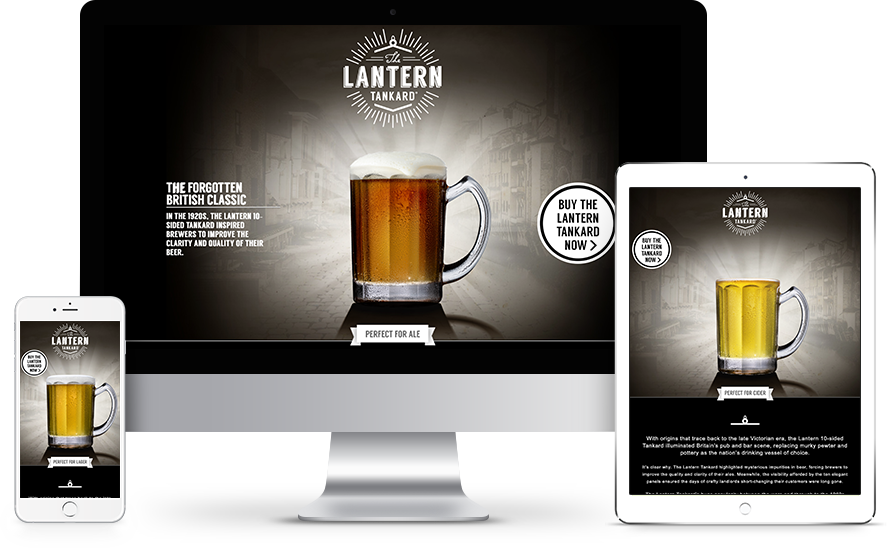 The
LANTERN
TANKARD
THE FORGOTTEN
BRITISH CLASSIC
IN THE 1920S, THE LANTERN 10-
SIDED TANKARD INSPIRED
BREWERS TO IMPROVE THE
CLARITY AND QUALITY OF THEIR
BEER.
BUY THE
LANTERN
TANKARD
NOW >
PERFECT FOR ALE
LANTERN
TANKARD
BUY THE
LANTERN
TANKARD
NOW >
PERFECT FOR LAGER
The
LANTERN
TANKARD
BUY THE
LANTERN
TANKARD
NOW >
PERFECT FOR CIDER
With origins that trace back to the late Victorian era, the Lantern 10-sided
Tankard illuminated Britain's pub and bar scene, replacing murky pewter and
pottery as the nation's drinking vessel of choice.
It's clear why. The Lantern Tankard highlighted mysterious impurities in beer, forcing brewers to
improve the quality and clarity of their ales. Meanwhile, the visibility afforded by the ten elegant
panels ensured the days of crafty landlords short-changing their customers were long gone.